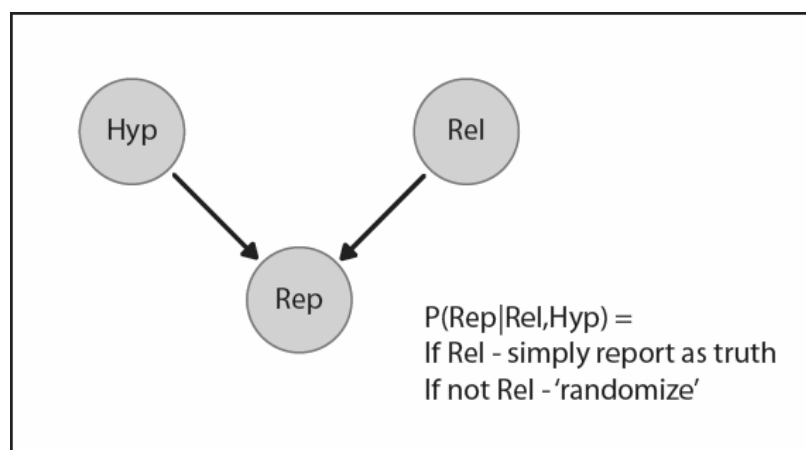 Hyp
Rel
Rep
P(Rep|Rel,Hyp) =
If Rel - simply report as truth
If not Rel - 'randomize'